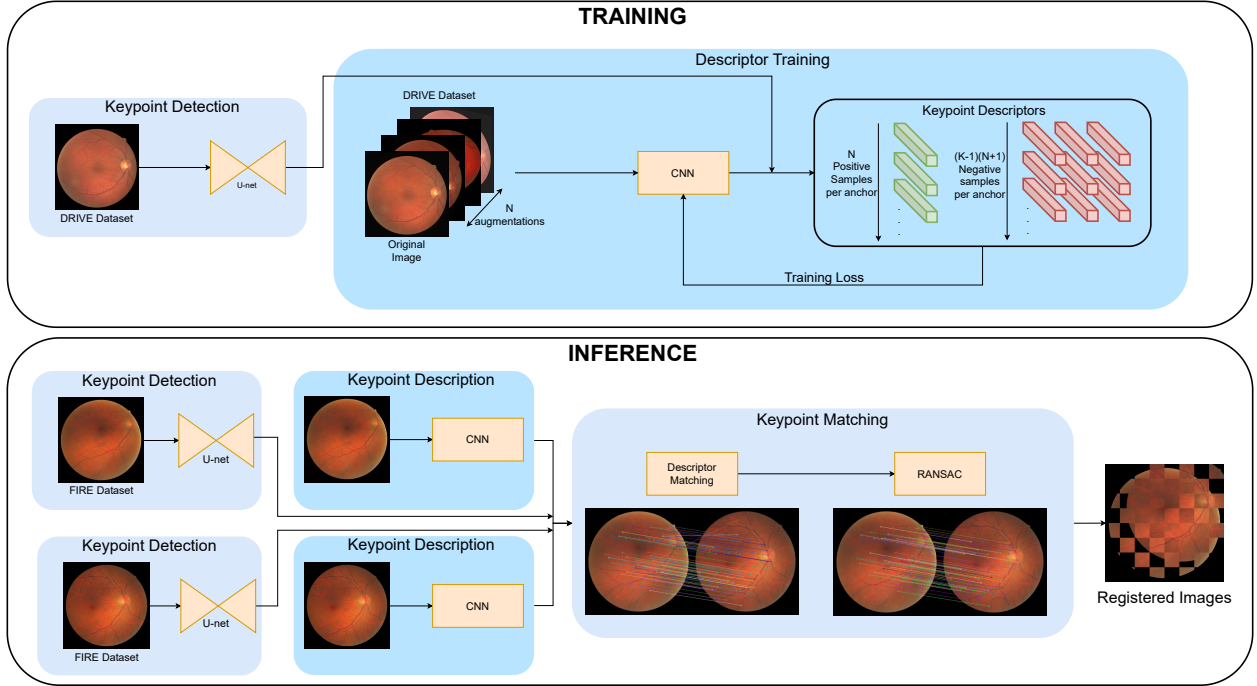 TRAINING
Keypoint Detection
U-net
DRIVE Dataset
Descriptor Training
DRIVE Dataset
N
augmentations
Original
Image
CNN
Keypoint Descriptors
N
Positive
Samples
per anchor
(K-1)(N+1)
Negative
samples
per anchor
Training Loss
INFERENCE
Keypoint Detection
U-net
FIRE Dataset
Keypoint Description
CNN
Keypoint Detection
U-net
FIRE Dataset
Keypoint Description
CNN
Keypoint Matching
Descriptor
Matching
RANSAC
Registered Images